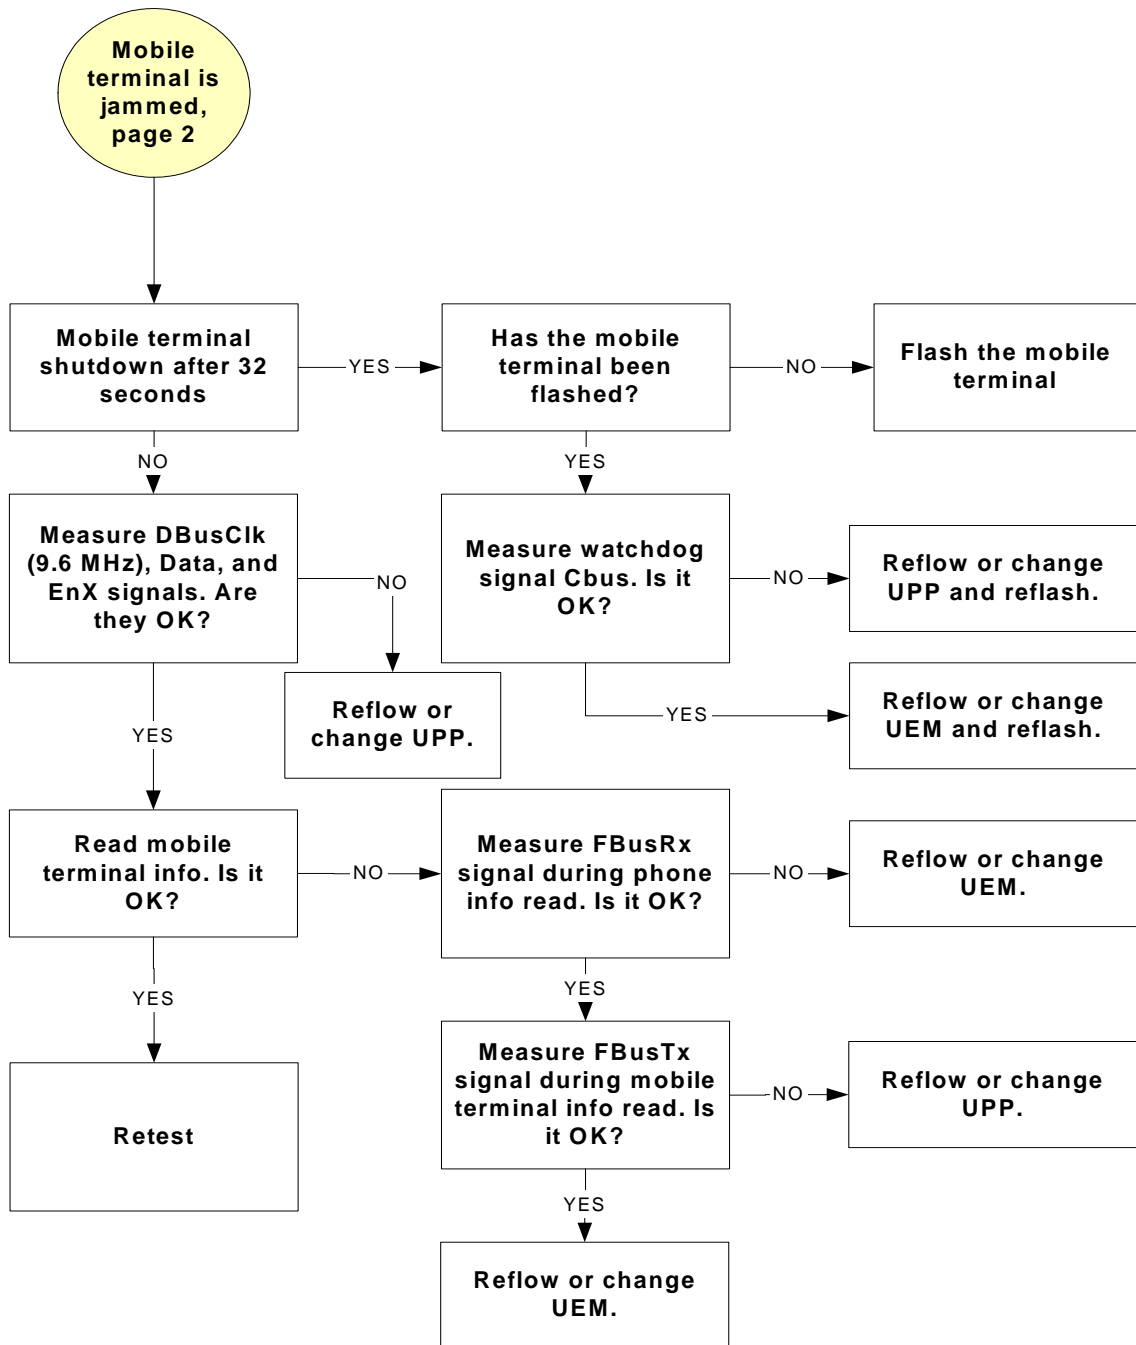 Mobile
terminal is
jammed,
page 2
Mobile terminal
shutdown after 32
seconds
YES
Has the mobile
terminal been
flashed?
NO
Flash the mobile
terminal
NO
YES
Measure DBusClk
(9.6 MHz), Data, and
EnX signals. Are
they OK?
NO
Measure watchdog
signal Cbus. Is it
OK?
NO
Reflow or change
UPP and reflash.
Reflow or
change UPP.
YES
Reflow or change
UEM and reflash.
YES
Read mobile
terminal info. Is it
OK?
NO
Measure FBusRx
signal during phone
info read. Is it OK?
NO
Reflow or change
UEM.
YES
YES
Retest
Measure FBusTx
signal during mobile
terminal info read. Is
it OK?
NO
Reflow or change
UPP.
YES
Reflow or change
UEM.